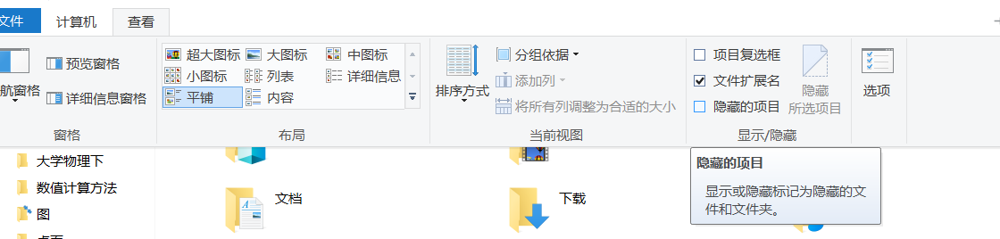 文件 计算机 查看
超大图标 大图标 中图标
预览窗格 小图标 列表 详细信息
航窗格 详细信息窗格 平铺 内容
排序方式 分组依据
添加列
将所有列调整为合适的大小
项目复选框
文件扩展名
隐藏的项目
隐藏
所选项目
选项
窗格 布局 当前视图 显示/隐藏
大学物理下
数值计算方法
图
桌面
文档 下载
隐藏的项目
显示或隐藏标记为隐藏的文
件和文件夹。